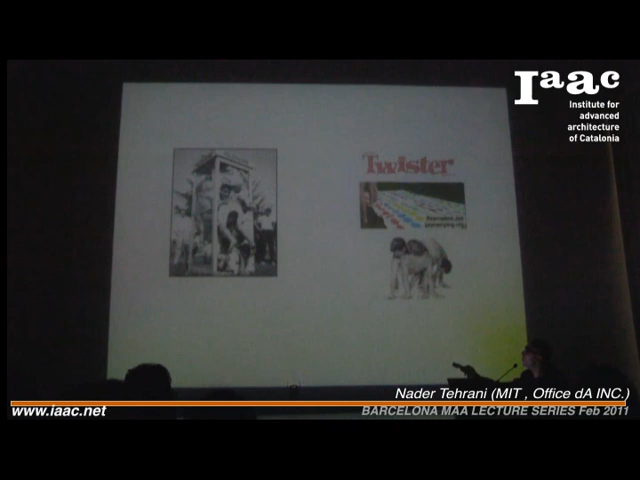 Iaac
Institute for
advanced
architecture
of Catalonia
Twister
Nader Tehrani (MIT , Office dA INC.)
www.iaac.net
BARCELONA MAA LECTURE SERIES Feb 2011